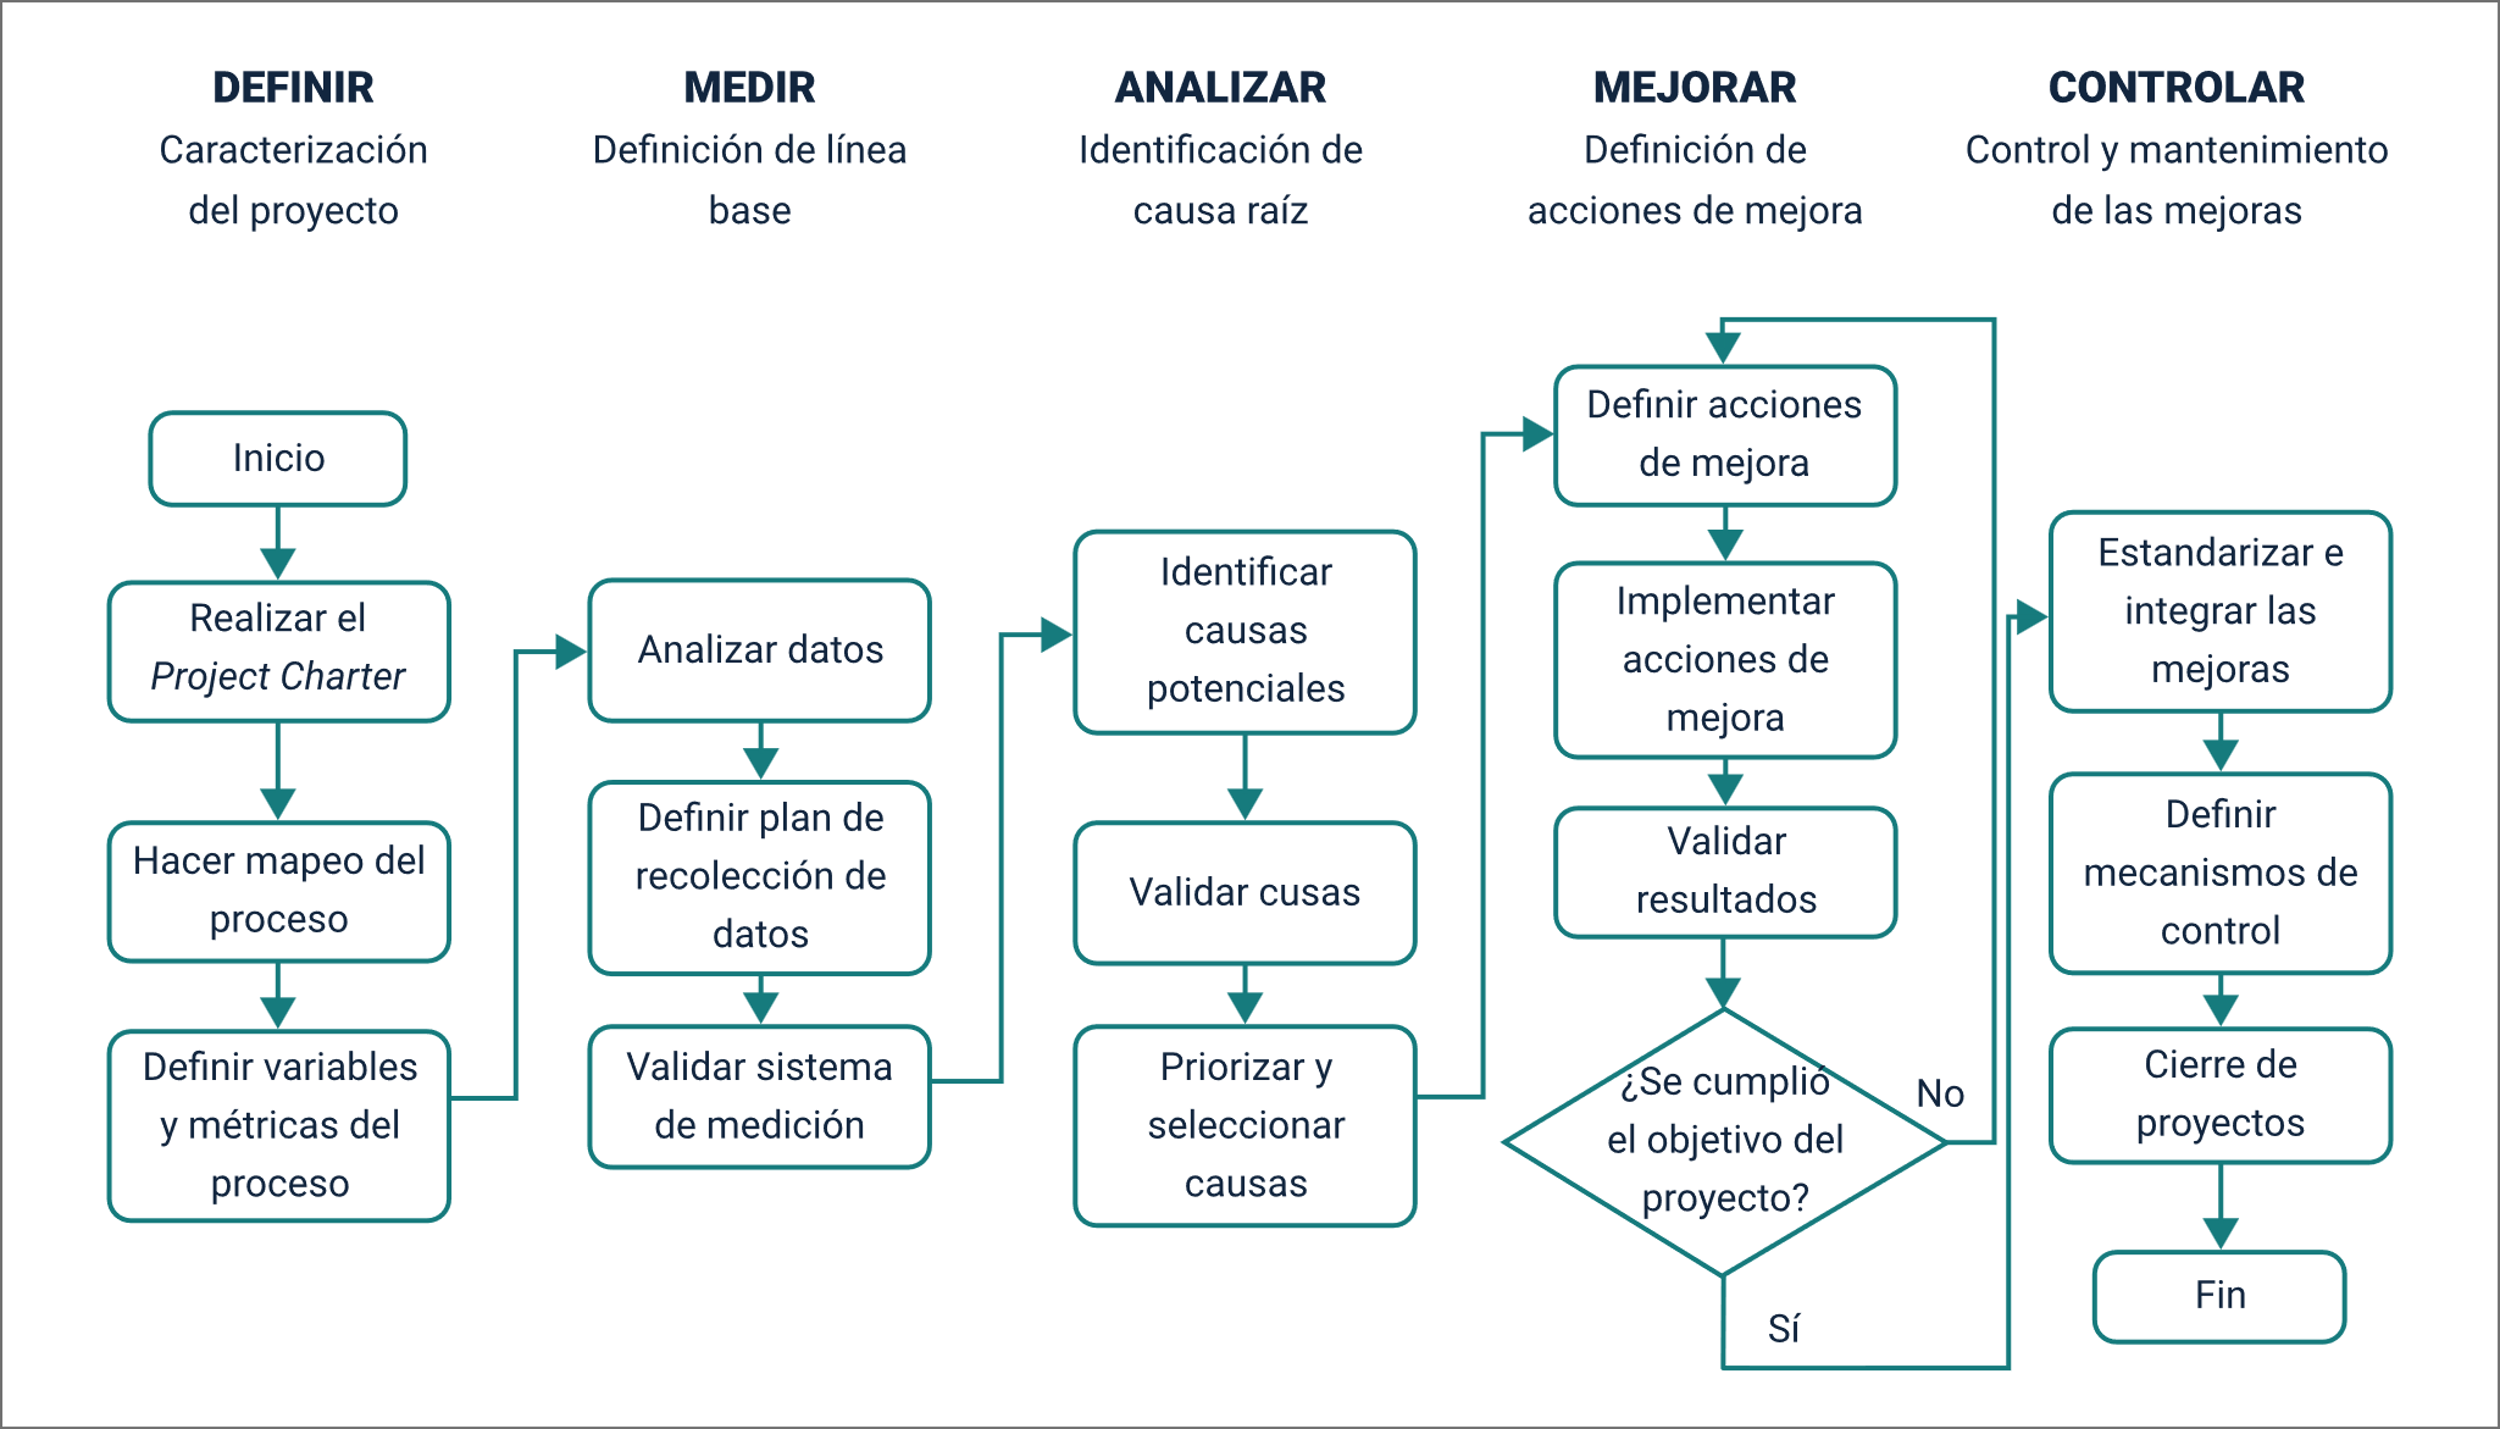 DEFINIR
Caracterización
del proyecto
MEDIR
Definición de línea
base
ANALIZAR
Identificación de
causa raíz
MEJORAR
Definición de
acciones de mejora
CONTROLAR
Control y mantenimiento
de las mejoras
Inicio
Realizar el
Project Charter
Hacer mapeo del
proceso
Definir variables
y métricas del
proceso
Analizar datos
Definir plan de
recolección de
datos
Validar sistema
de medición
Identificar
causas
potenciales
Validar cusas
Priorizar y
seleccionar
causas
Definir acciones
de mejora
Implementar
acciones de
mejora
Validar
resultados
¿Se cumplió
el objetivo del
proyecto?
No
Sí
Estandarizar e
integrar las
mejoras
Definir
mecanismos de
control
Cierre de
proyectos
Fin